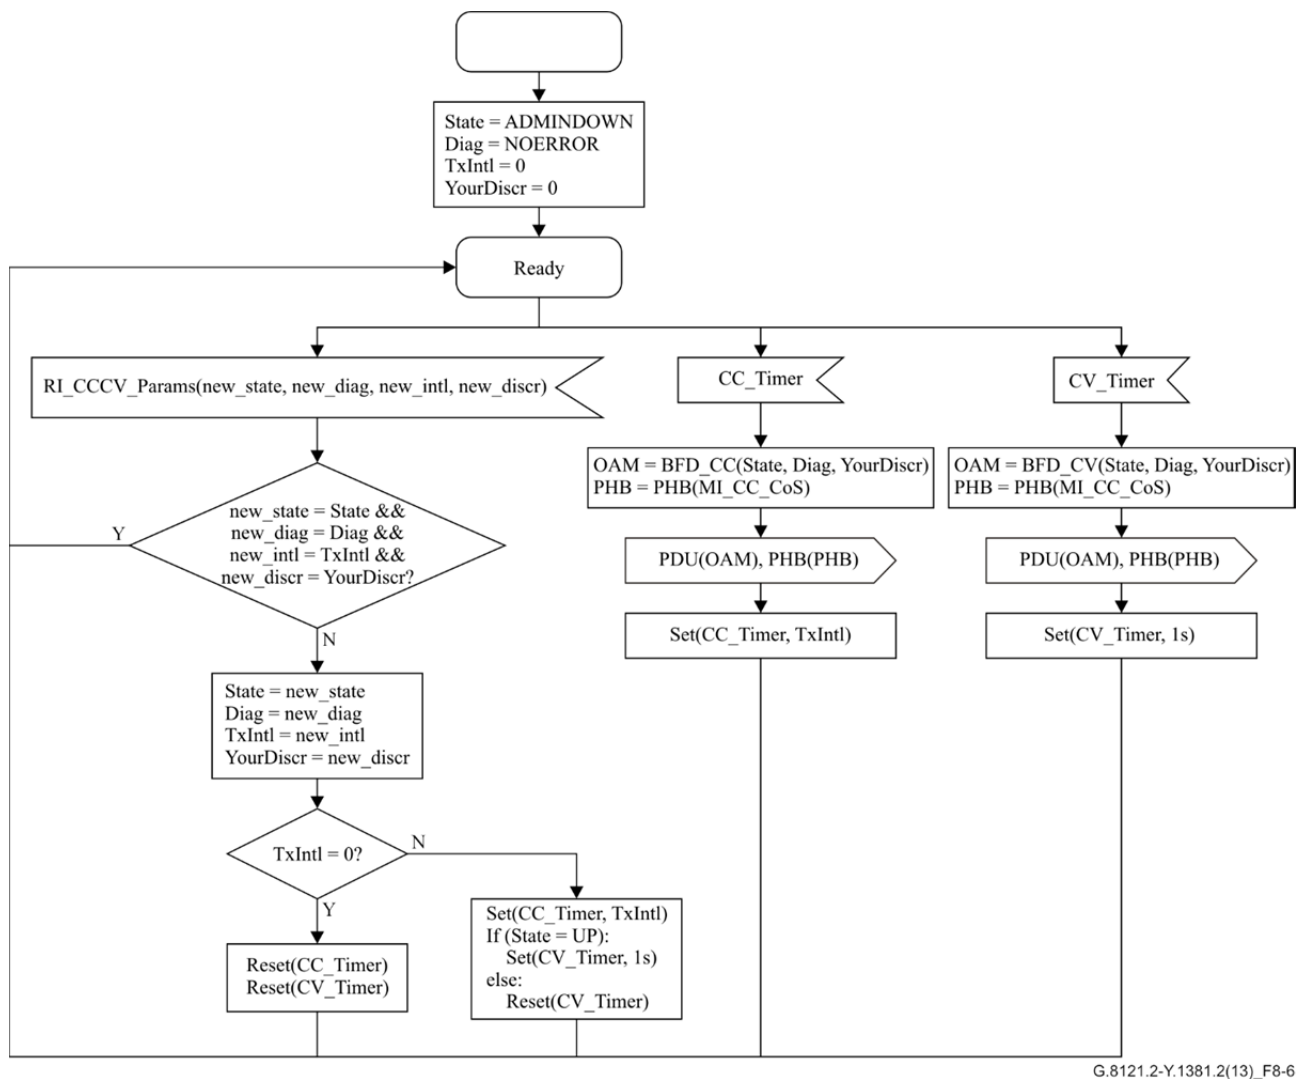 State = ADMINDOWN
Diag = NOERROR
TxIntl = 0
YourDiscr = 0
Ready
RI_CCCV_Params(new_state, new_diag, new_intl, new_discr)
CC_Timer
CV_Timer
OAM = BFD_CC(State, Diag, YourDiscr)
PHB = PHB(MI_CC_CoS)
OAM = BFD_CV(State, Diag, YourDiscr)
PHB = PHB(MI_CC_CoS)
new_state = State &&
new_diag = Diag &&
new_intl = TxIntl &&
new_discr = YourDiscr?
Y
N
PDU(OAM), PHB(PHB)
PDU(OAM), PHB(PHB)
Set(CC_Timer, TxIntl)
Set(CV_Timer, 1s)
State = new_state
Diag = new_diag
TxIntl = new_intl
YourDiscr = new_discr
TxIntl = 0?
N
Y
Reset(CC_Timer)
Reset(CV_Timer)
Set(CC_Timer, TxIntl)
If (State = UP):
Set(CV_Timer, 1s)
else:
Reset(CV_Timer)
G.8121.2-Y.1381.2(13)_F8-6